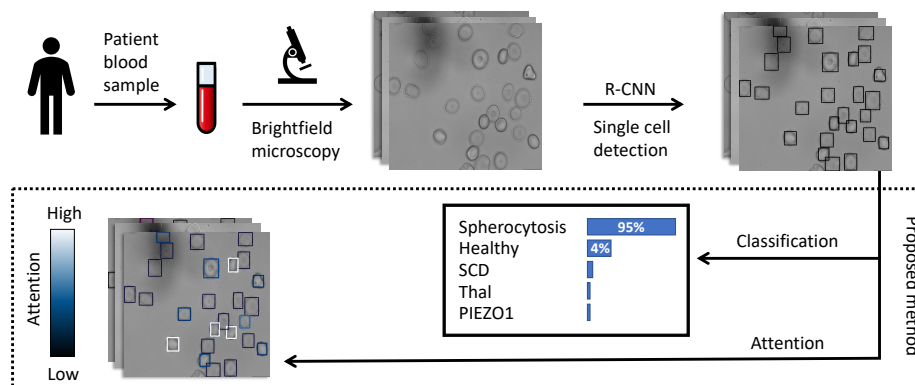 Patient
blood
sample
Brightfield
microscopy
R-CNN
Single cell
detection
High
Attention
Low
Spherocytosis 95%
Healthy 4%
SCD
Thal
PIEZO1
Classification
Attention
Proposed method